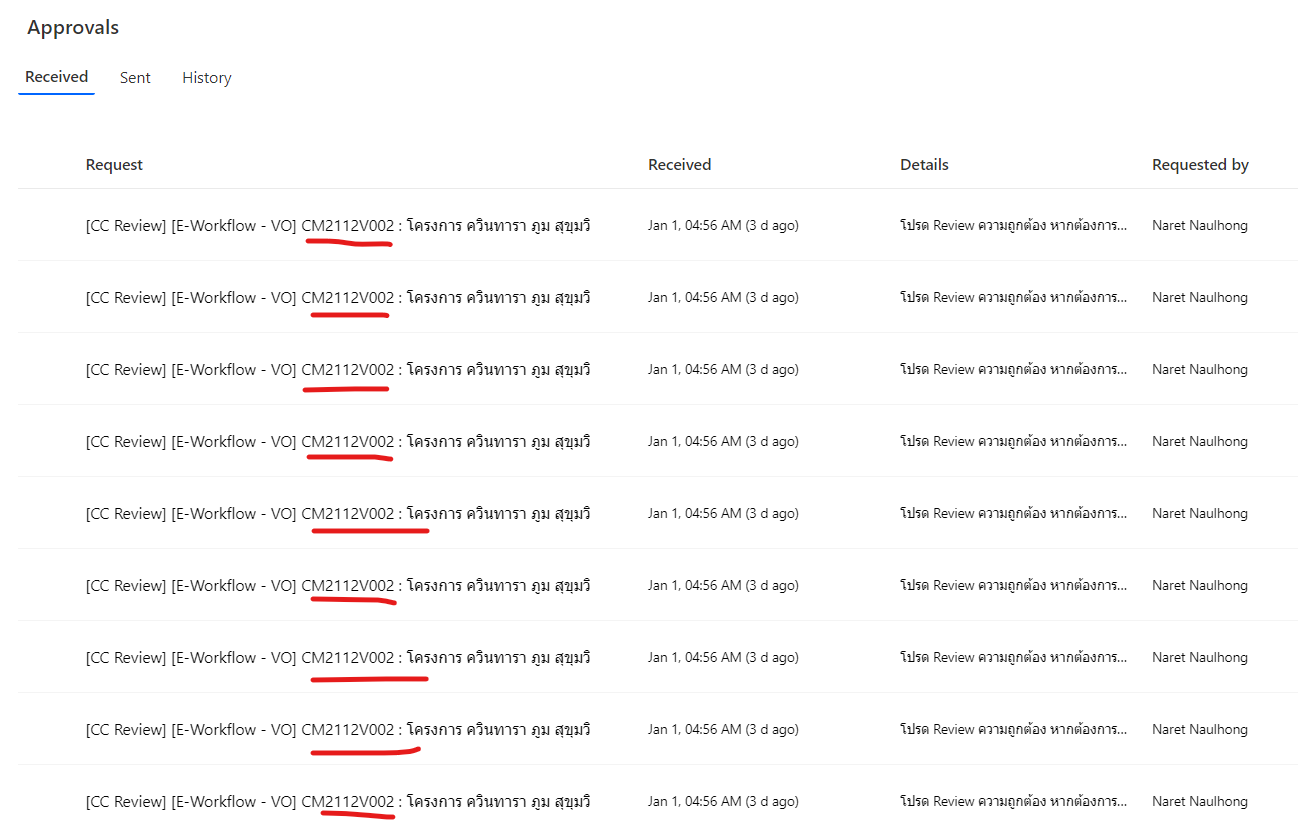 Approvals
Received Sent History
Request Received Details Requested by
[CC Review] [E-Workflow - VO] CM2112V002 : โครงการ ควินทารา ภูม สุขุมวิ Jan 1, 04:56 AM (3 d ago) โปรด Review ความถูกต้อง หากต้องการ... Naret Naulhong
[CC Review] [E-Workflow - VO] CM2112V002 : โครงการ ควินทารา ภูม สุขุมวิ Jan 1, 04:56 AM (3 d ago) โปรด Review ความถูกต้อง หากต้องการ... Naret Naulhong
[CC Review] [E-Workflow - VO] CM2112V002 : โครงการ ควินทารา ภูม สุขุมวิ Jan 1, 04:56 AM (3 d ago) โปรด Review ความถูกต้อง หากต้องการ... Naret Naulhong
[CC Review] [E-Workflow - VO] CM2112V002 : โครงการ ควินทารา ภูม สุขุมวิ Jan 1, 04:56 AM (3 d ago) โปรด Review ความถูกต้อง หากต้องการ... Naret Naulhong
[CC Review] [E-Workflow - VO] CM2112V002 : โครงการ ควินทารา ภูม สุขุมวิ Jan 1, 04:56 AM (3 d ago) โปรด Review ความถูกต้อง หากต้องการ... Naret Naulhong
[CC Review] [E-Workflow - VO] CM2112V002 : โครงการ ควินทารา ภูม สุขุมวิ Jan 1, 04:56 AM (3 d ago) โปรด Review ความถูกต้อง หากต้องการ... Naret Naulhong
[CC Review] [E-Workflow - VO] CM2112V002 : โครงการ ควินทารา ภูม สุขุมวิ Jan 1, 04:56 AM (3 d ago) โปรด Review ความถูกต้อง หากต้องการ... Naret Naulhong
[CC Review] [E-Workflow - VO] CM2112V002 : โครงการ ควินทารา ภูม สุขุมวิ Jan 1, 04:56 AM (3 d ago) โปรด Review ความถูกต้อง หากต้องการ... Naret Naulhong
[CC Review] [E-Workflow - VO] CM2112V002 : โครงการ ควินทารา ภูม สุขุมวิ Jan 1, 04:56 AM (3 d ago) โปรด Review ความถูกต้อง หากต้องการ... Naret Naulhong